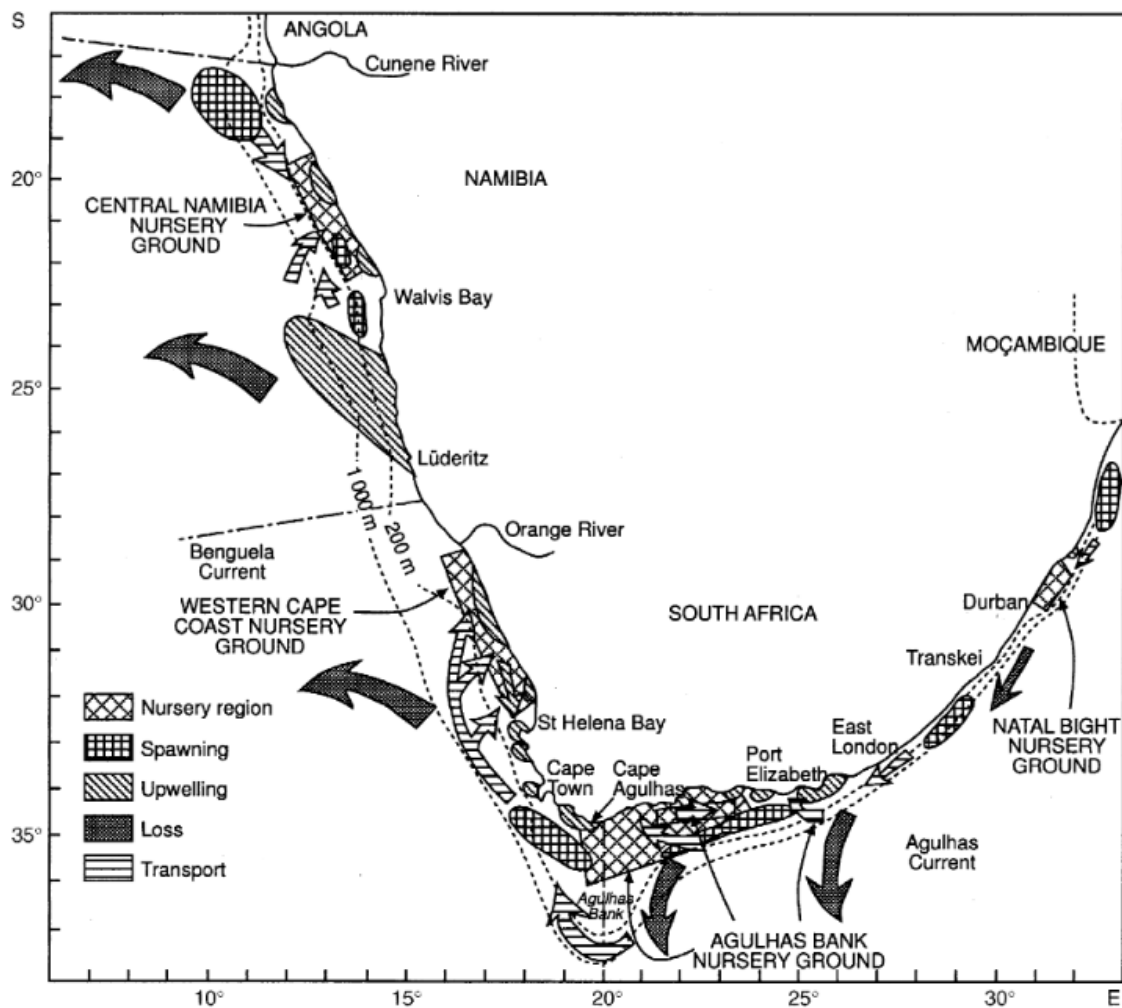 S
ANGOLA
Cunene River
20°
NAMIBIA
CENTRAL NAMIBIA
NURSERY
GROUND
Walvis Bay
MOÇAMBIQUE
25°
Lüderitz
1 000 m
200 m
Orange River
Benguela
Current
30°
WESTERN CAPE
COAST NURSERY
GROUND
SOUTH AFRICA
Durban
Transkei
Nursery region
Spawning
Upwelling
Loss
Transport
St Helena Bay
Cape
Town
Cape
Agulhas
Port
Elizabeth
East
London
NATAL BIGHT
NURSERY
GROUND
35°
Agulhas
Current
Agulhas
Bank
AGULHAS BANK
NURSERY GROUND
10°
15°
20°
25°
30°
E